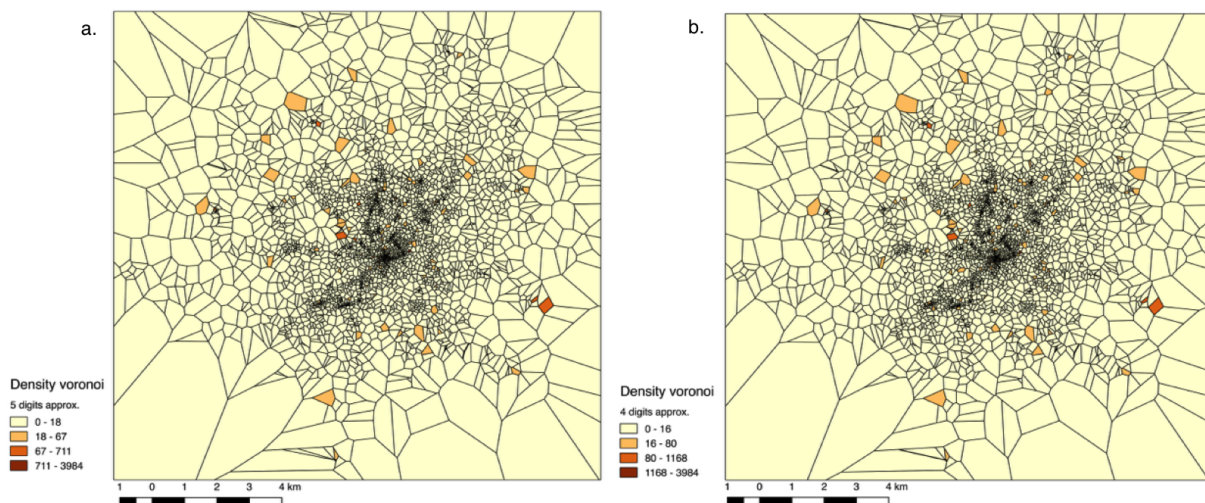 a.
Density voronoi
5 digits approx.
0 - 18
18 - 67
67 - 711
711 - 3984
1 0 1 2 3 4 km
b.
Density voronoi
4 digits approx.
0 - 16
16 - 80
80 - 1168
1168 - 3984
1 0 1 2 3 4 km